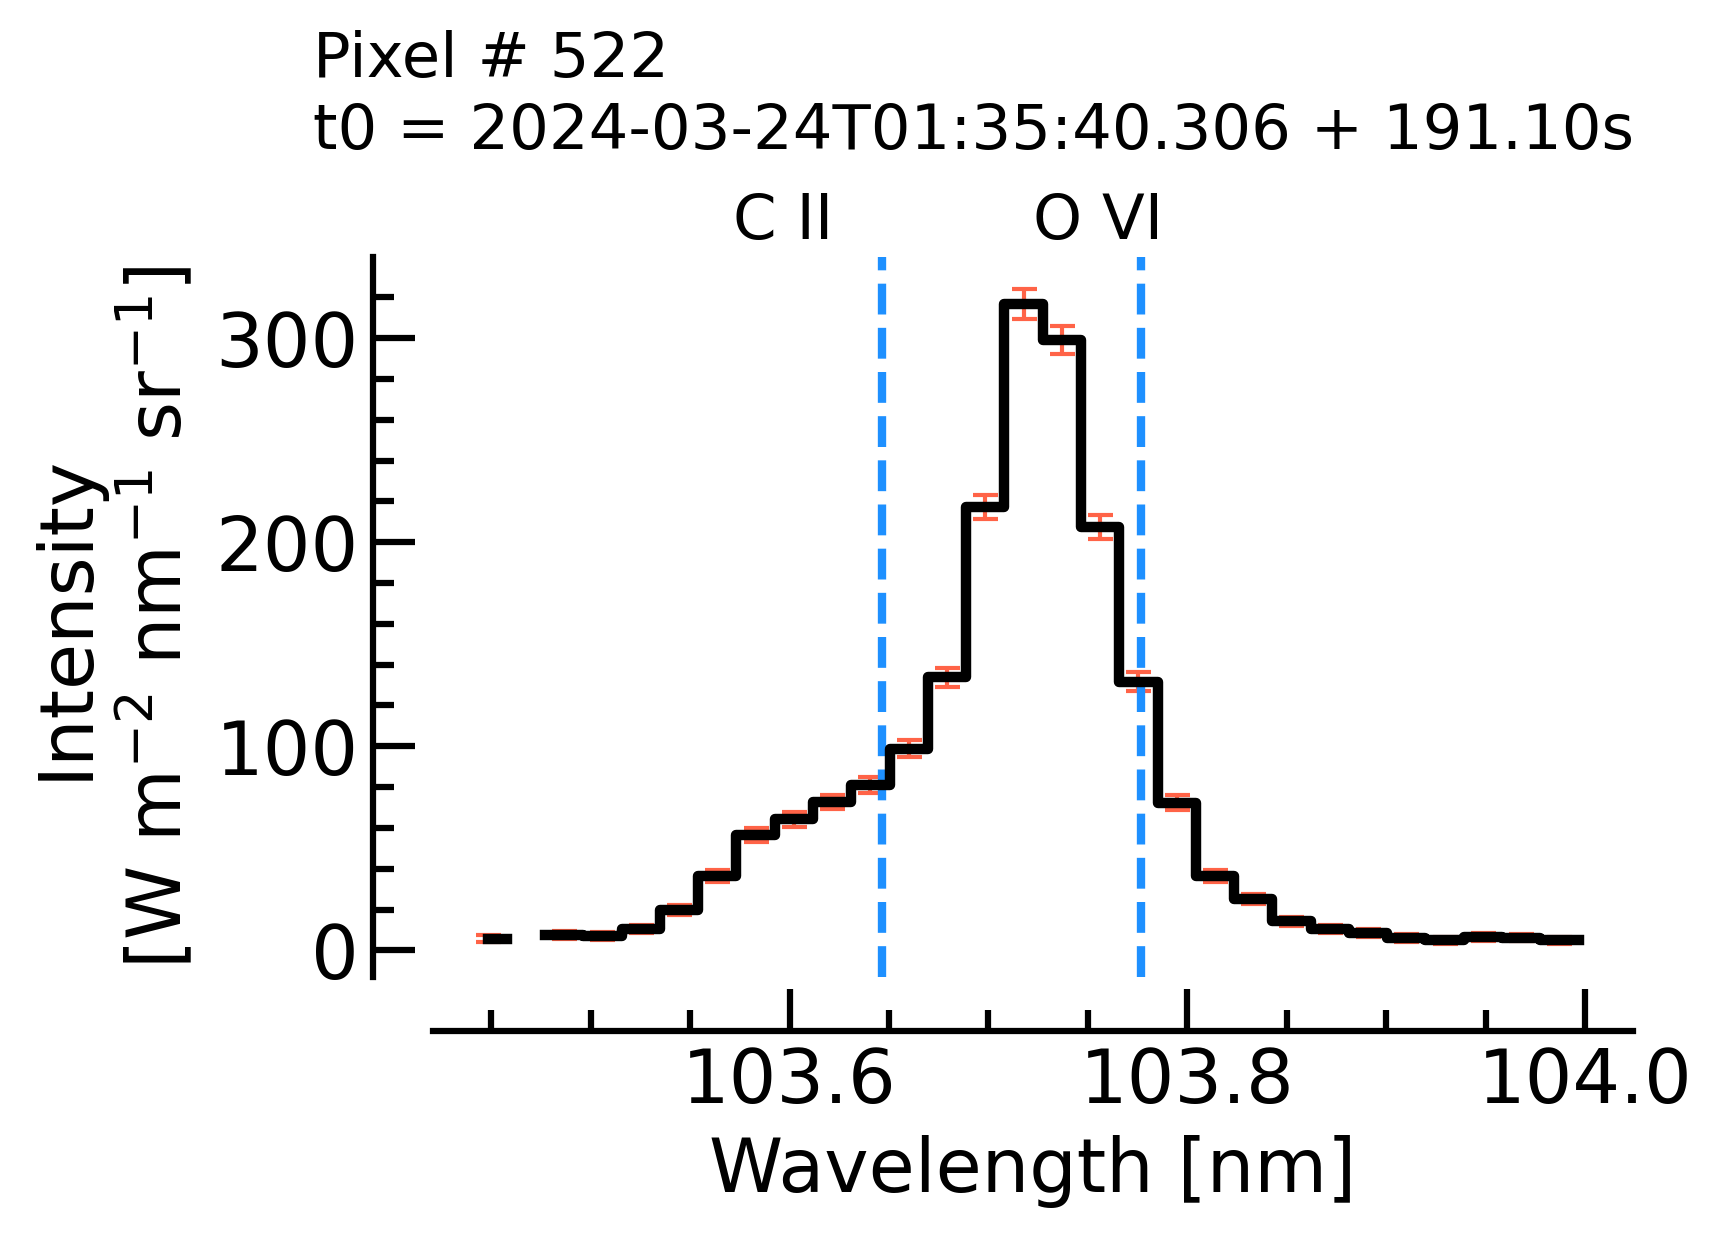 Pixel # 522
t0 = 2024-03-24T01:35:40.306 + 191.10s
C II
O VI
Intensity
[W m⁻² nm⁻¹ sr⁻¹]
300
200
100
0
103.6
103.8
104.0
Wavelength [nm]